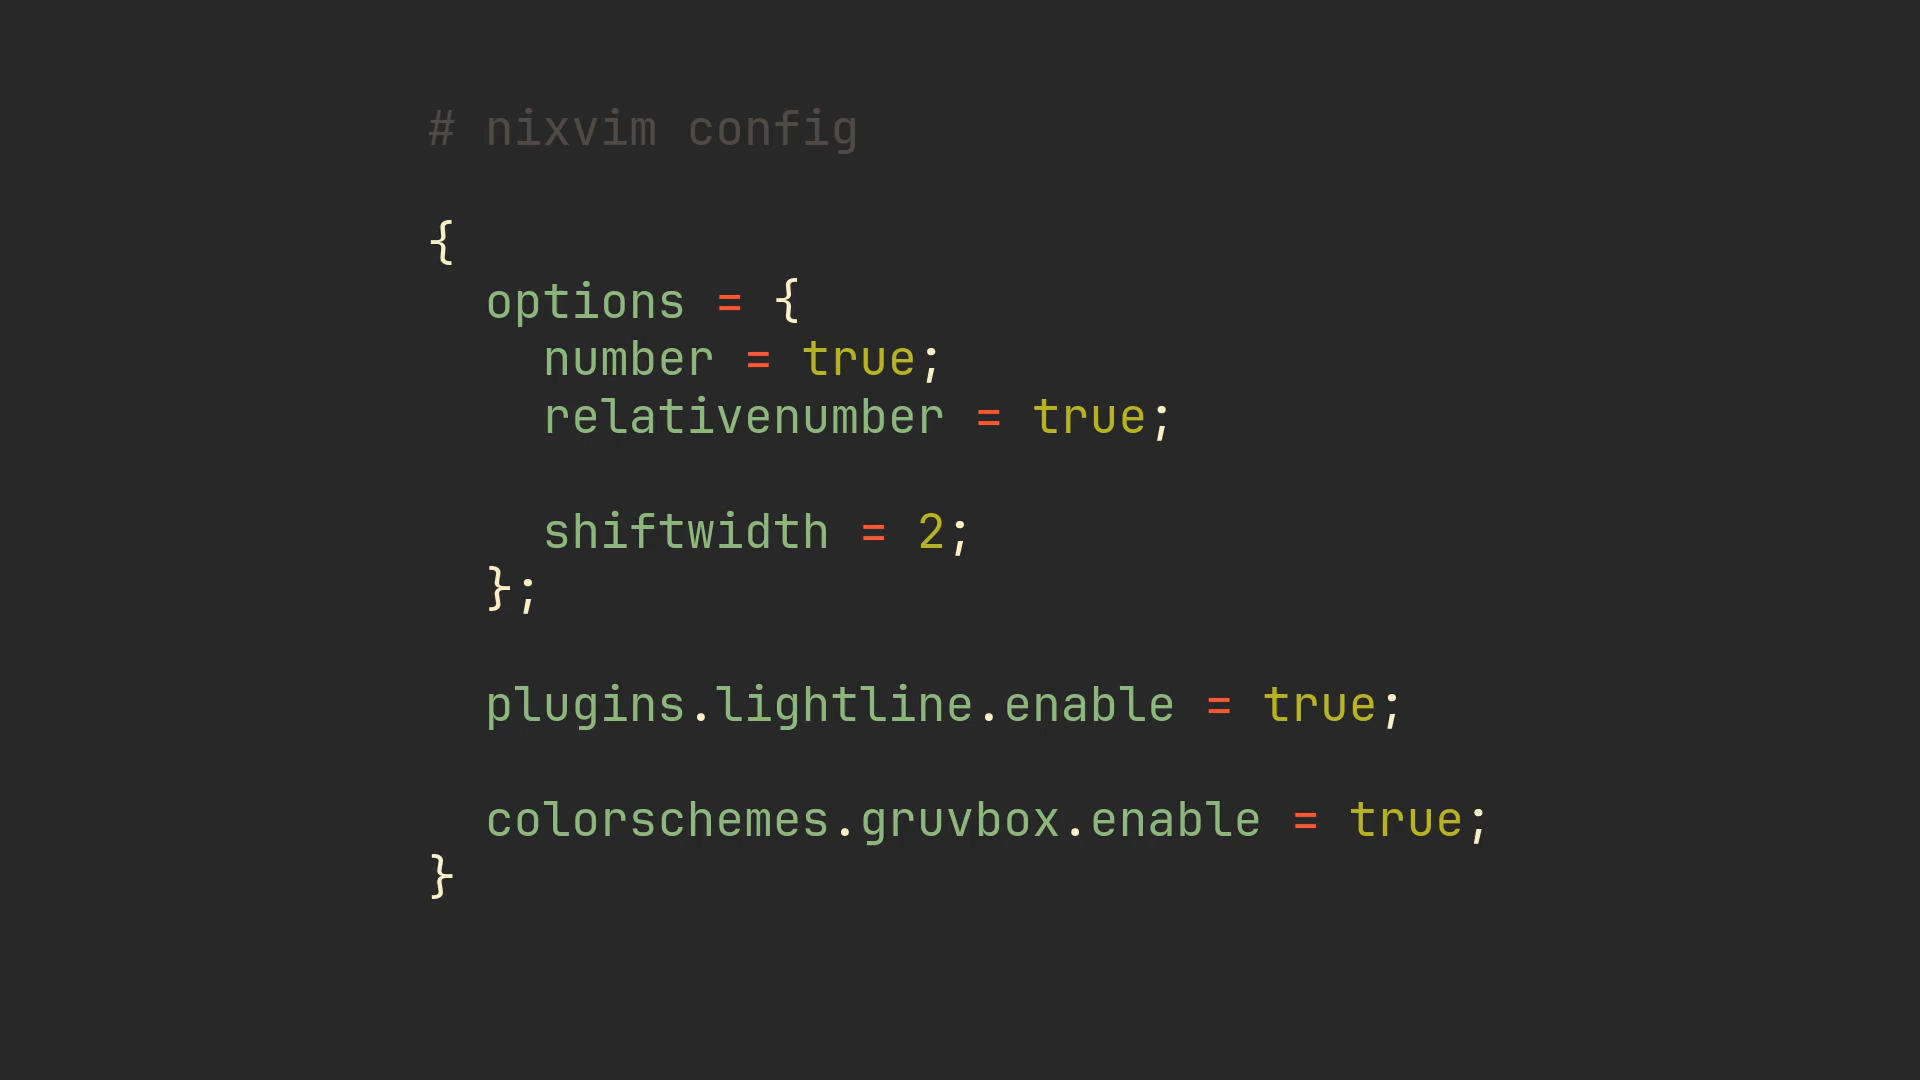 # nixvim config
{
options = {
number = true;
relativenumber = true;
shiftwidth = 2;
};
plugins.lightline.enable = true;
colorschemes.gruvbox.enable = true;
}